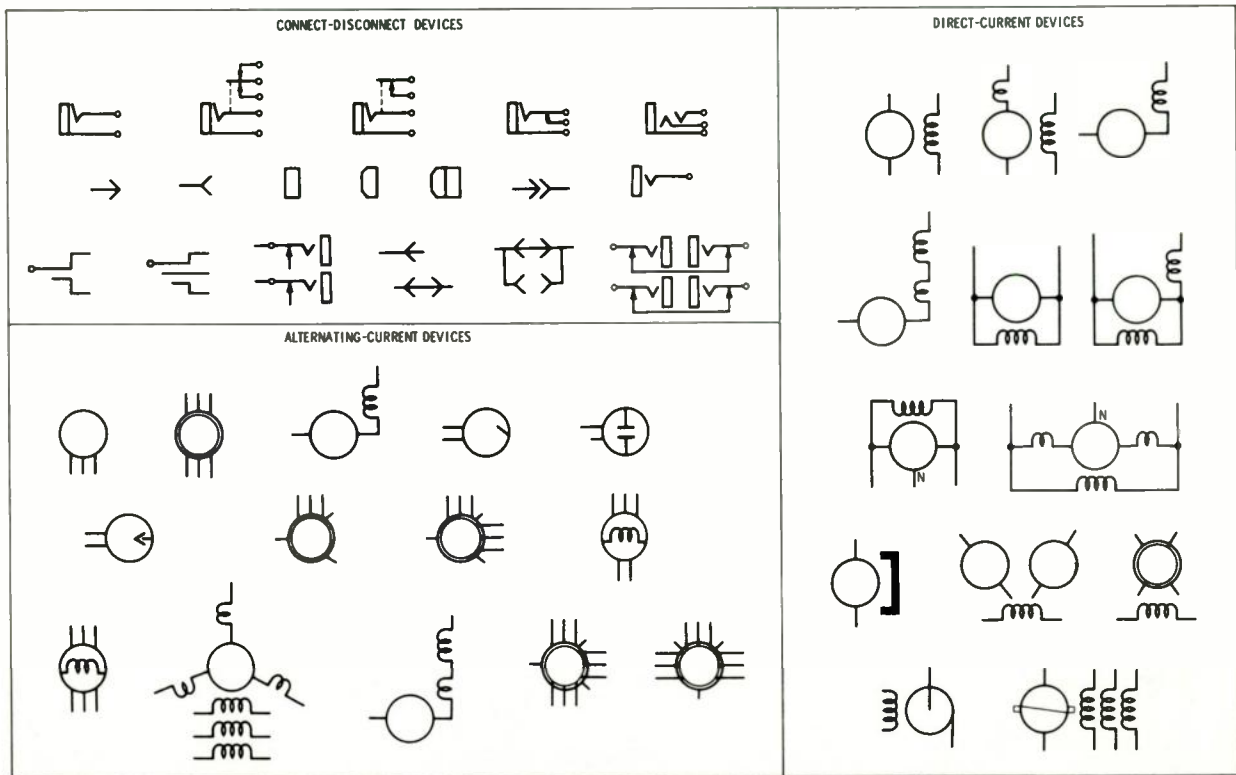 CONNECT-DISCONNECT DEVICES
DIRECT-CURRENT DEVICES
ALTERNATING-CURRENT DEVICES
N
N